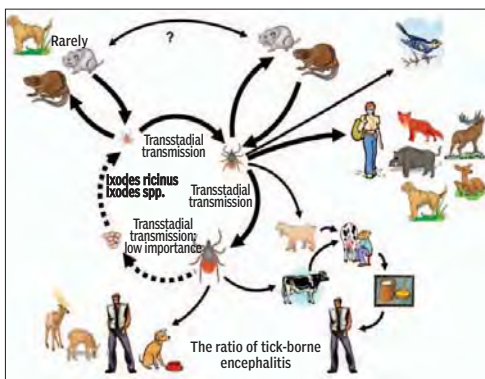 ?
Rarely
Transstadial
transmission
Ixodes ricinus
Ixodes spp.
Transstadial
transmission
Transstadial
transmission;
low importance
The ratio of tick-borne
encephalitis